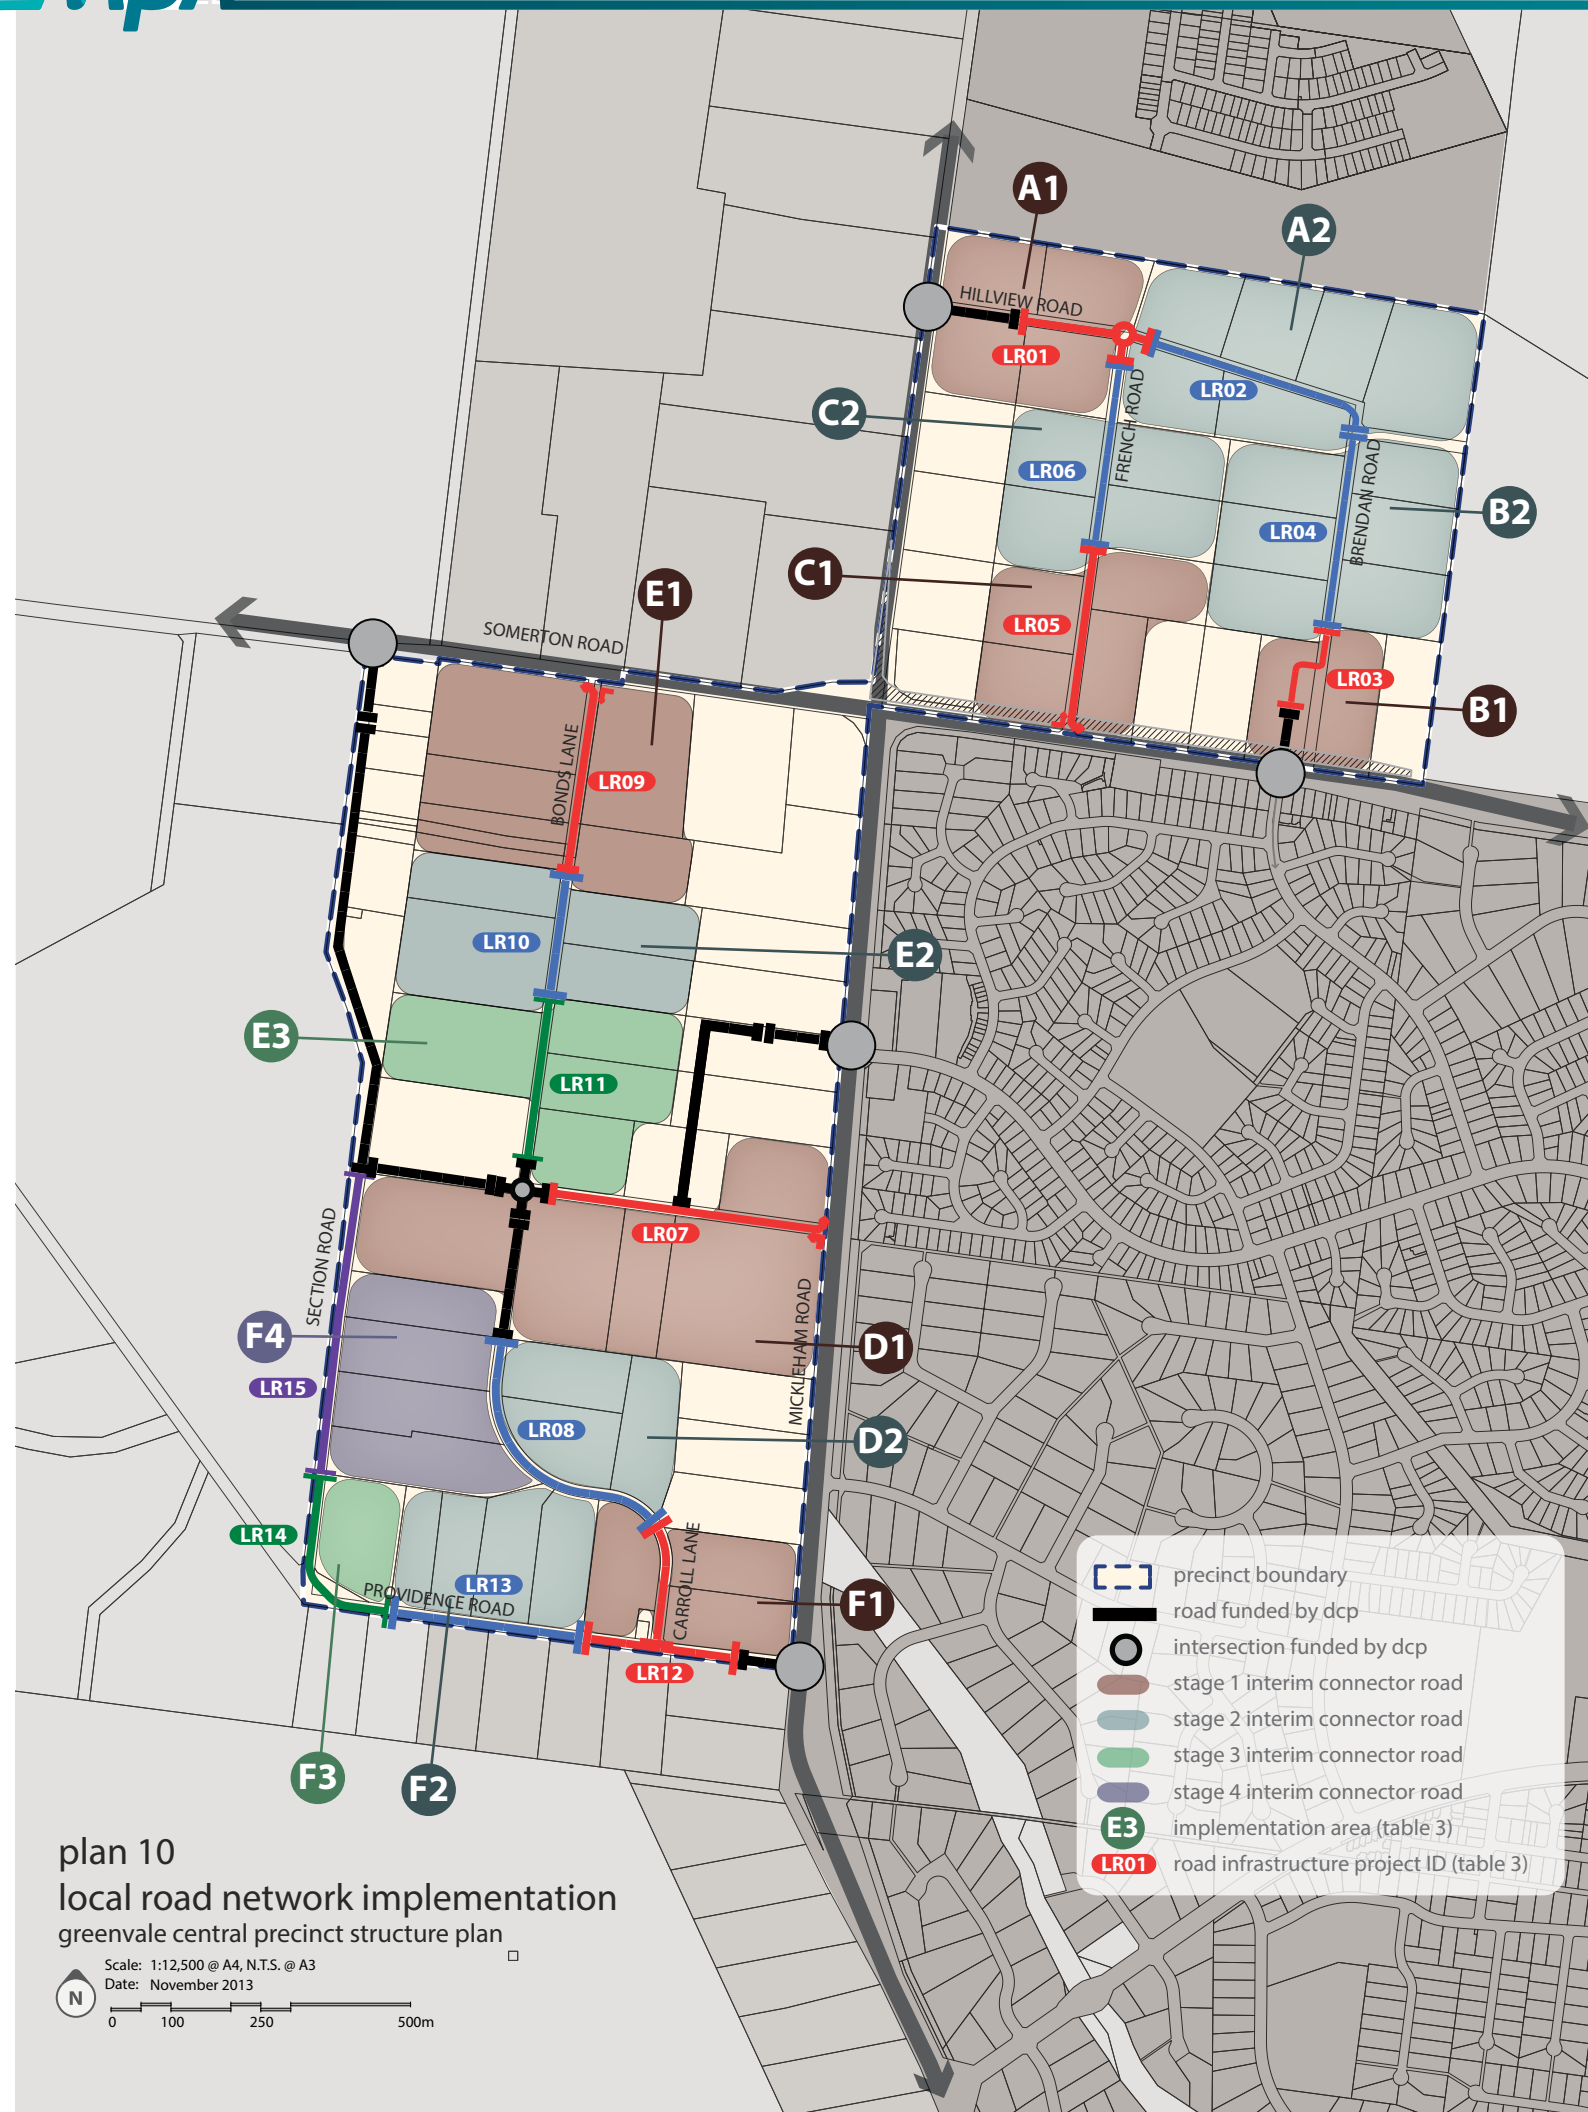 A1
A2
HILLVIEW ROAD
LR01
LR02
C2
FRENCH ROAD
LR06
BRENDAN ROAD
B2
LR04
C1
E1
LR05
SOMERTON ROAD
LR03
B1
BONDS LANE
LR09
LR10
E2
E3
LR11
LR07
SECTION ROAD
F4
MICKLEHAM ROAD
D1
LR15
LR08
D2
LR14
PROVIDENCE ROAD
LR13
CARROLL LANE
F1
LR12
F3
F2
precinct boundary
road funded by dcp
intersection funded by dcp
stage 1 interim connector road
stage 2 interim connector road
stage 3 interim connector road
stage 4 interim connector road
E3 implementation area (table 3)
LR01 road infrastructure project ID (table 3)
plan 10
local road network implementation
greenvale central precinct structure plan
Scale: 1:12,500 @ A4, N.T.S. @ A3
Date: November 2013
N
0 100 250 500m